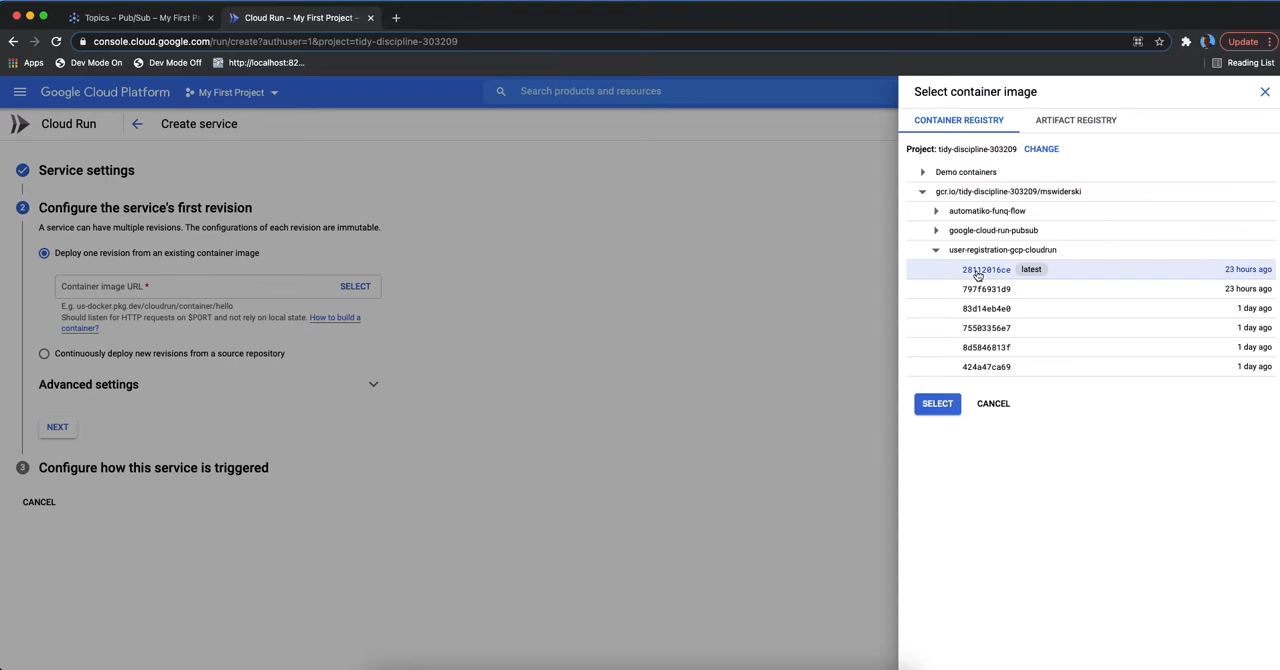 Topics – Pub/Sub – My First P
Cloud Run – My First Project –
console.cloud.google.com/run/create?authuser=1&project=tidy-discipline-303209
Update
Apps
Dev Mode On
Dev Mode Off
http://localhost:82...
Reading List
Google Cloud Platform
My First Project
Search products and resources
Cloud Run
Create service
Service settings
2
Configure the service's first revision
A service can have multiple revisions. The configurations of each revision are immutable.
Deploy one revision from an existing container image
Container image URL *
SELECT
E.g. us-docker.pkg.dev/cloudrun/container/hello
Should listen for HTTP requests on $PORT and not rely on local state. How to build a
container?
Continuously deploy new revisions from a source repository
Advanced settings
NEXT
3
Configure how this service is triggered
CANCEL
Select container image
CONTAINER REGISTRY
ARTIFACT REGISTRY
Project: tidy-discipline-303209 CHANGE
Demo containers
gcr.io/tidy-discipline-303209/mswiderski
automatiko-funq-flow
google-cloud-run-pubsub
user-registration-gcp-cloudrun
28112016ce latest 23 hours ago
797f6931d9 23 hours ago
83d14eb4e0 1 day ago
75503356e7 1 day ago
8d5846813f 1 day ago
424a47ca69 1 day ago
SELECT
CANCEL